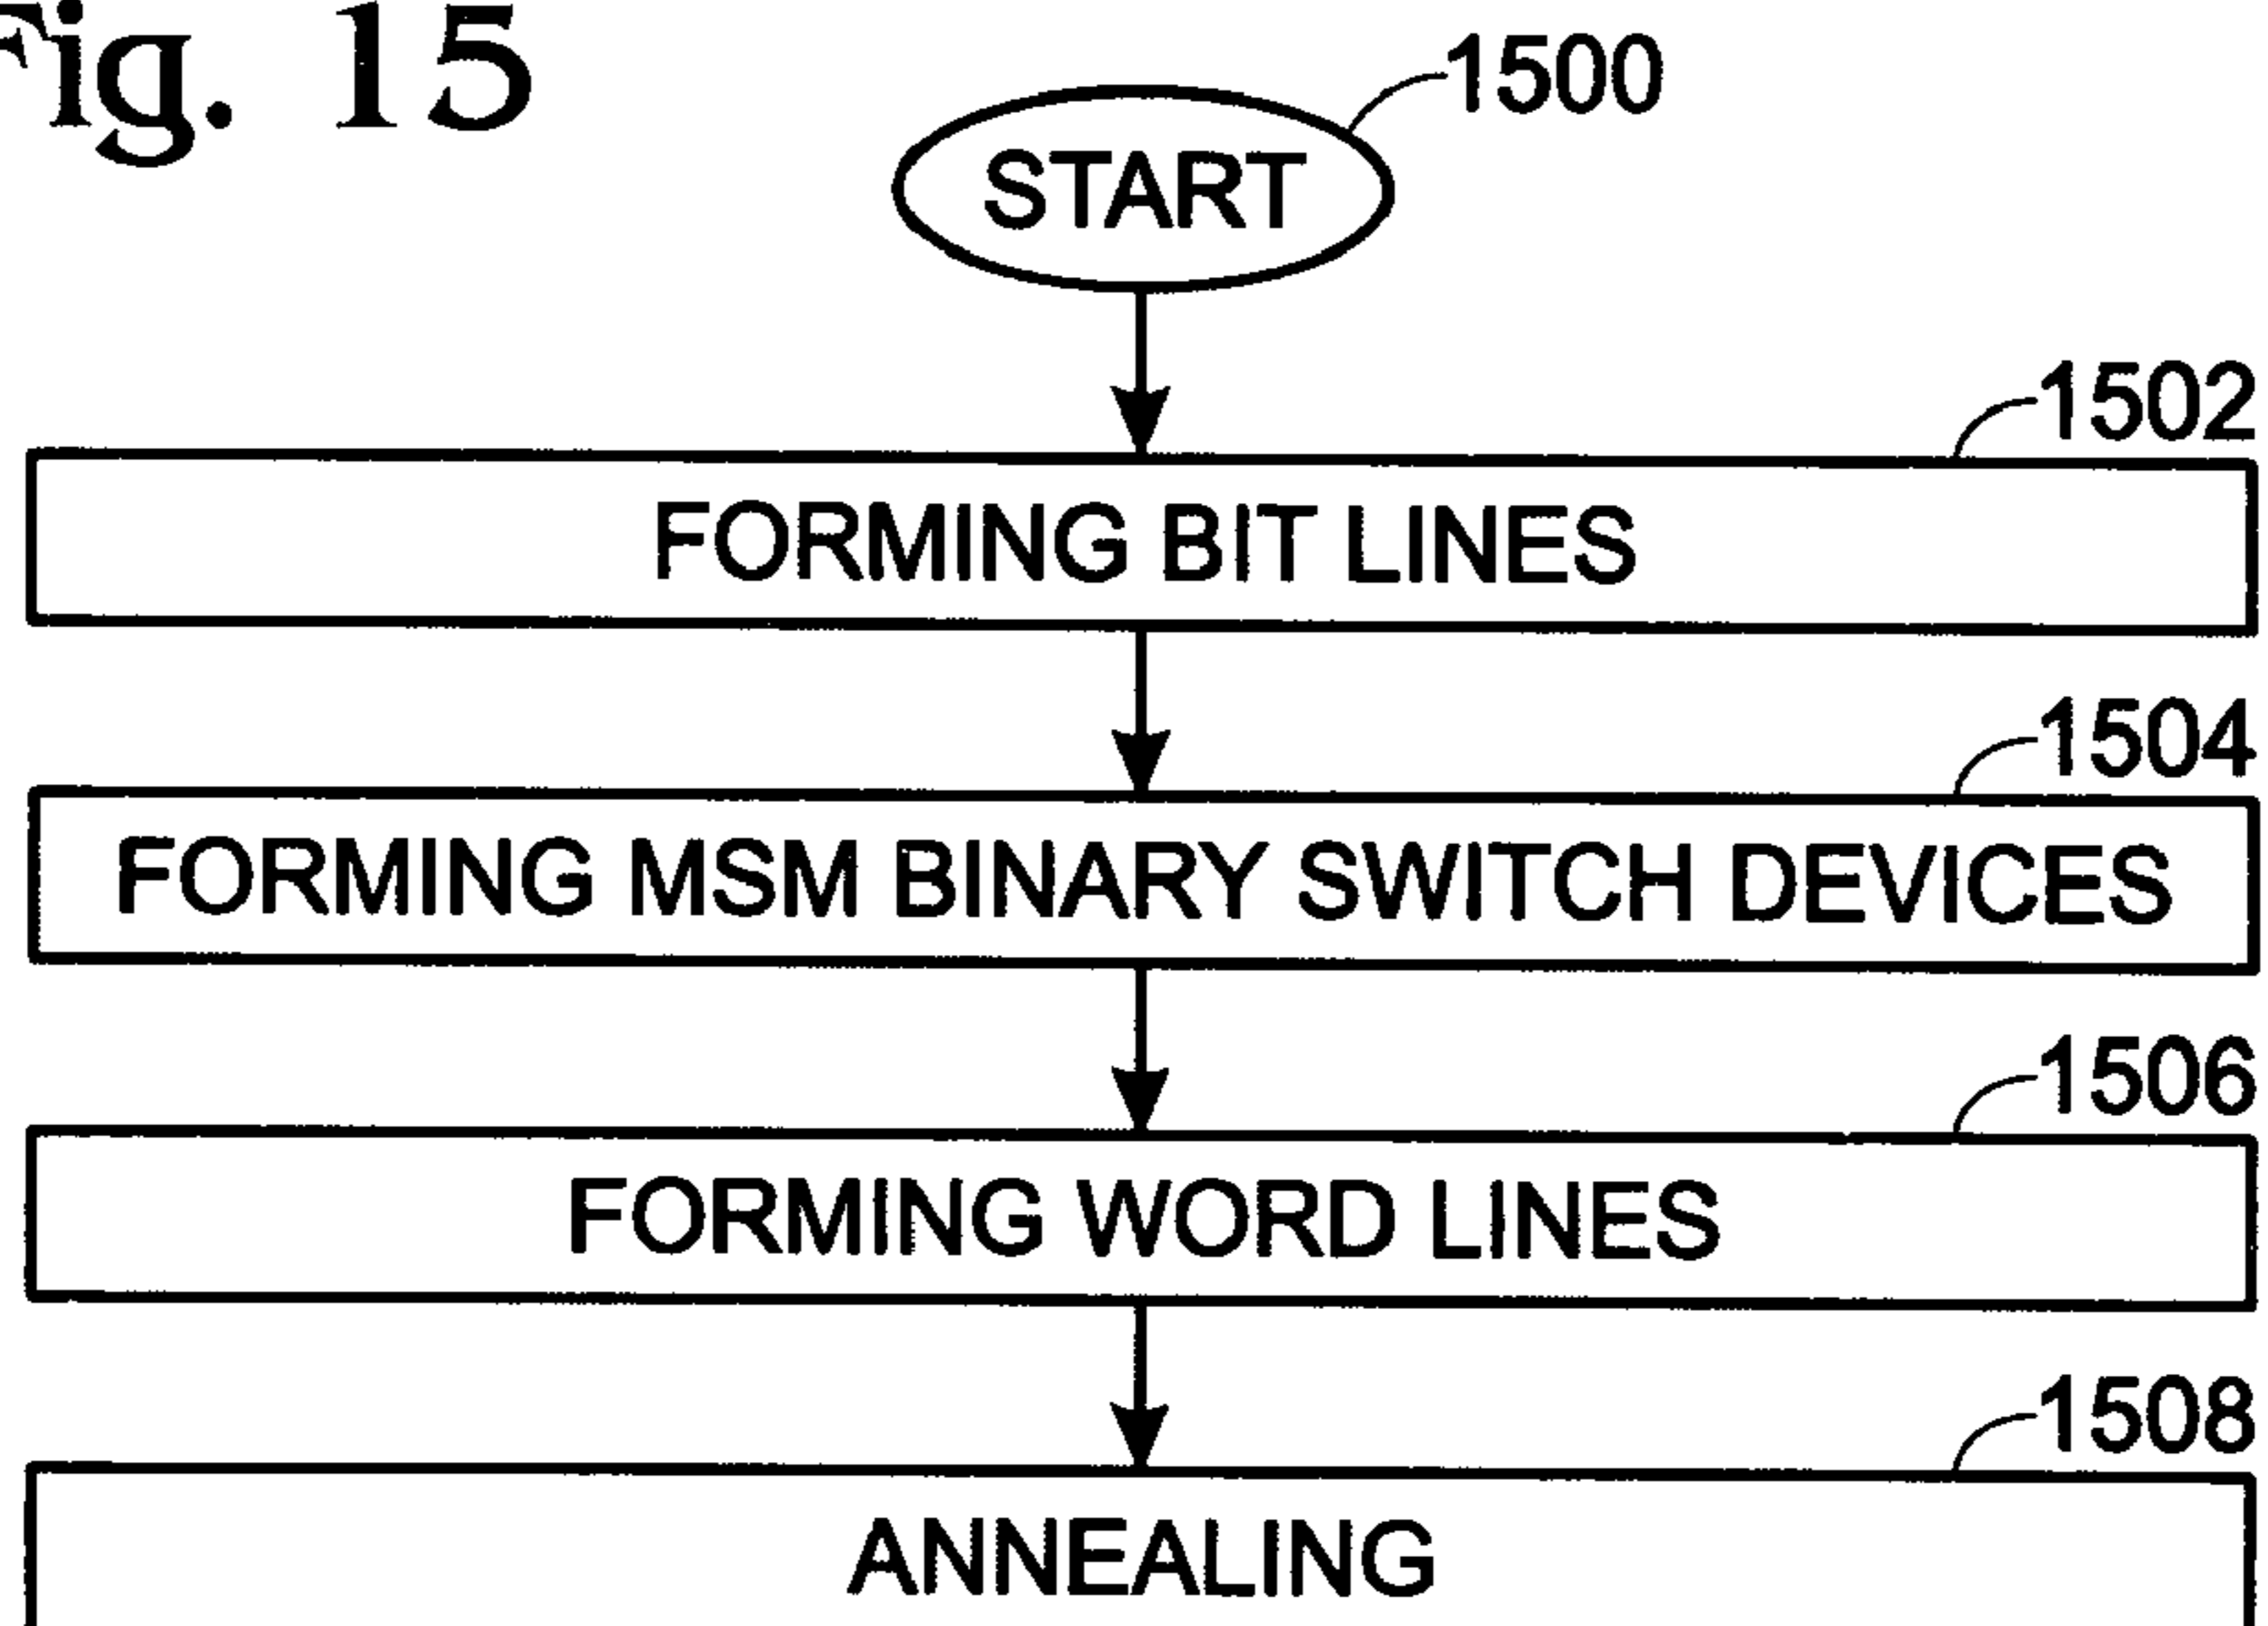 Fig. 15
1500
START
1502
FORMING BIT LINES
1504
FORMING MSM BINARY SWITCH DEVICES
1506
FORMING WORD LINES
1508
ANNEALING